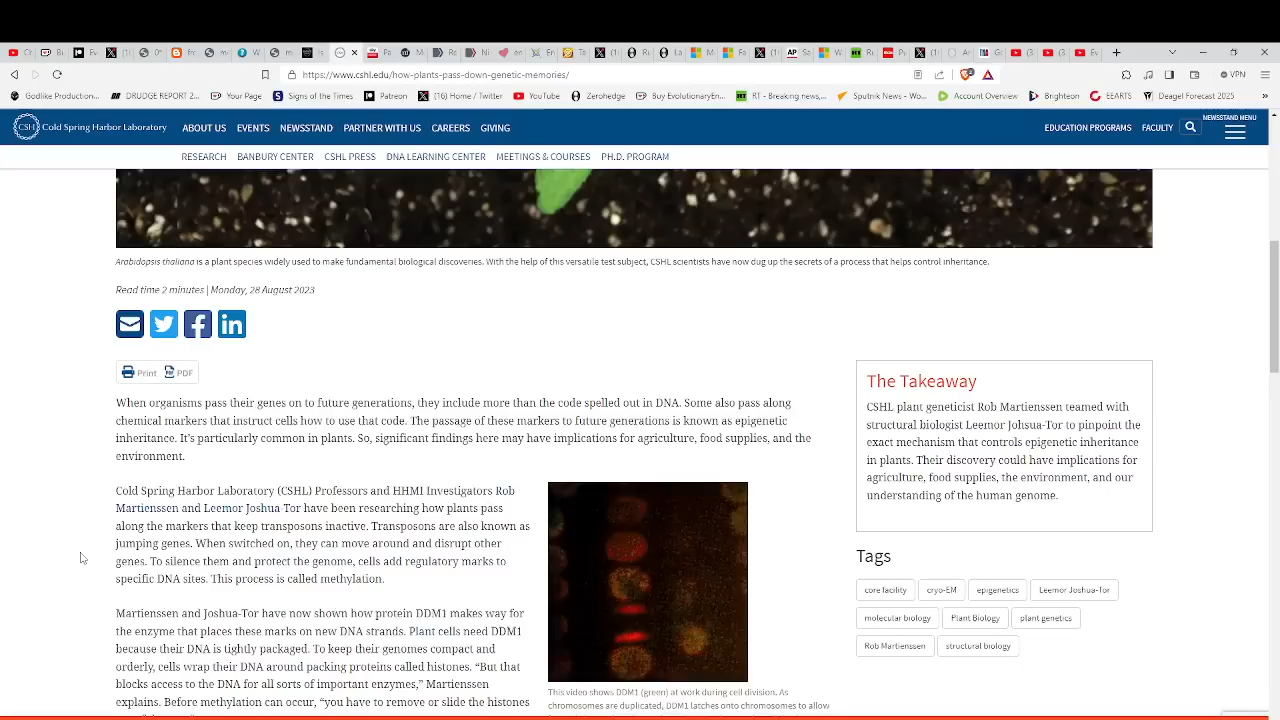 https://www.cshl.edu/how-plants-pass-down-genetic-memories/
VPN
Godlike Productio...
DRUDGE REPORT 2...
Your Page
Signs of the Times
Patreon
(16) Home / Twitter
YouTube
Zerohedge
Buy EvolutionaryEn...
RT - Breaking news,...
Sputnik News - Wo...
Account Overview
Brighteon
EEARTS
Deagel Forecast 2025
CSH Cold Spring Harbor Laboratory
ABOUT US
EVENTS
NEWSSTAND
PARTNER WITH US
CAREERS
GIVING
EDUCATION PROGRAMS
FACULTY
NEWSSTAND MENU
RESEARCH
BANBURY CENTER
CSHL PRESS
DNA LEARNING CENTER
MEETINGS & COURSES
PH.D. PROGRAM
Arabidopsis thaliana is a plant species widely used to make fundamental biological discoveries. With the help of this versatile test subject, CSHL scientists have now dug up the secrets of a process that helps control inheritance.
Read time 2 minutes | Monday, 28 August 2023
Print
PDF
When organisms pass their genes on to future generations, they include more than the code spelled out in DNA. Some also pass along
chemical markers that instruct cells how to use that code. The passage of these markers to future generations is known as epigenetic
inheritance. It's particularly common in plants. So, significant findings here may have implications for agriculture, food supplies, and the
environment.
Cold Spring Harbor Laboratory (CSHL) Professors and HHMI Investigators Rob
Martienssen and Leemor Joshua-Tor have been researching how plants pass
along the markers that keep transposons inactive. Transposons are also known as
jumping genes. When switched on, they can move around and disrupt other
genes. To silence them and protect the genome, cells add regulatory marks to
specific DNA sites. This process is called methylation.
Martienssen and Joshua-Tor have now shown how protein DDM1 makes way for
the enzyme that places these marks on new DNA strands. Plant cells need DDM1
because their DNA is tightly packaged. To keep their genomes compact and
orderly, cells wrap their DNA around packing proteins called histones. "But that
blocks access to the DNA for all sorts of important enzymes," Martienssen
explains. Before methylation can occur, "you have to remove or slide the histones
This video shows DDM1 (green) at work during cell division. As
chromosomes are duplicated, DDM1 latches onto chromosomes to allow
The Takeaway
CSHL plant geneticist Rob Martienssen teamed with
structural biologist Leemor Johsua-Tor to pinpoint the
exact mechanism that controls epigenetic inheritance
in plants. Their discovery could have implications for
agriculture, food supplies, the environment, and our
understanding of the human genome.
Tags
core facility
cryo-EM
epigenetics
Leemor Joshua-Tor
molecular biology
Plant Biology
plant genetics
Rob Martienssen
structural biology